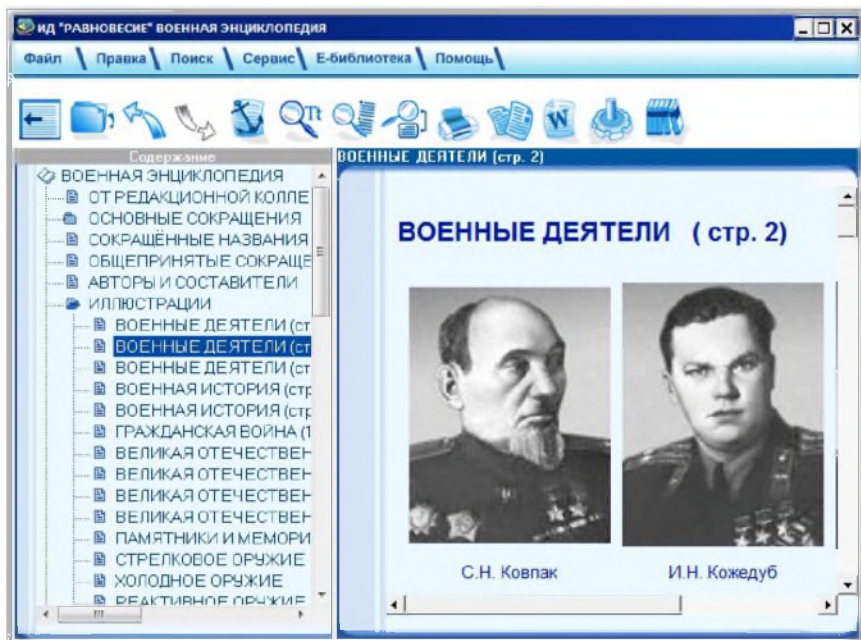 ИД "РАВНОВЕСИЕ" ВОЕННАЯ ЭНЦИКЛОПЕДИЯ
Файл Правка Поиск Сервис Е-библиотека Помощь
Содержание
ВОЕННАЯ ЭНЦИКЛОПЕДИЯ
ОТ РЕДАКЦИОННОЙ КОЛЛЕ
ОСНОВНЫЕ СОКРАЩЕНИЯ
СОКРАЩЁННЫЕ НАЗВАНИЯ
ОБЩЕПРИНЯТЫЕ СОКРАЩЕ
АВТОРЫ И СОСТАВИТЕЛИ
ИЛЛЮСТРАЦИИ
ВОЕННЫЕ ДЕЯТЕЛИ (ст
ВОЕННЫЕ ДЕЯТЕЛИ (ст
ВОЕННЫЕ ДЕЯТЕЛИ (ст
ВОЕННАЯ ИСТОРИЯ (стр
ВОЕННАЯ ИСТОРИЯ (стр
ГРАЖДАНСКАЯ ВОЙНА (1
ВЕЛИКАЯ ОТЕЧЕСТВЕН
ВЕЛИКАЯ ОТЕЧЕСТВЕН
ВЕЛИКАЯ ОТЕЧЕСТВЕН
ВЕЛИКАЯ ОТЕЧЕСТВЕН
ПАМЯТНИКИ И МЕМОРИ
СТРЕЛКОВОЕ ОРУЖИЕ
ХОЛОДНОЕ ОРУЖИЕ
РЕАКТИВНОЕ ОРУЖИЕ
ВОЕННЫЕ ДЕЯТЕЛИ (стр. 2)
ВОЕННЫЕ ДЕЯТЕЛИ ( стр. 2)
С.Н. Ковпак
И.Н. Кожедуб